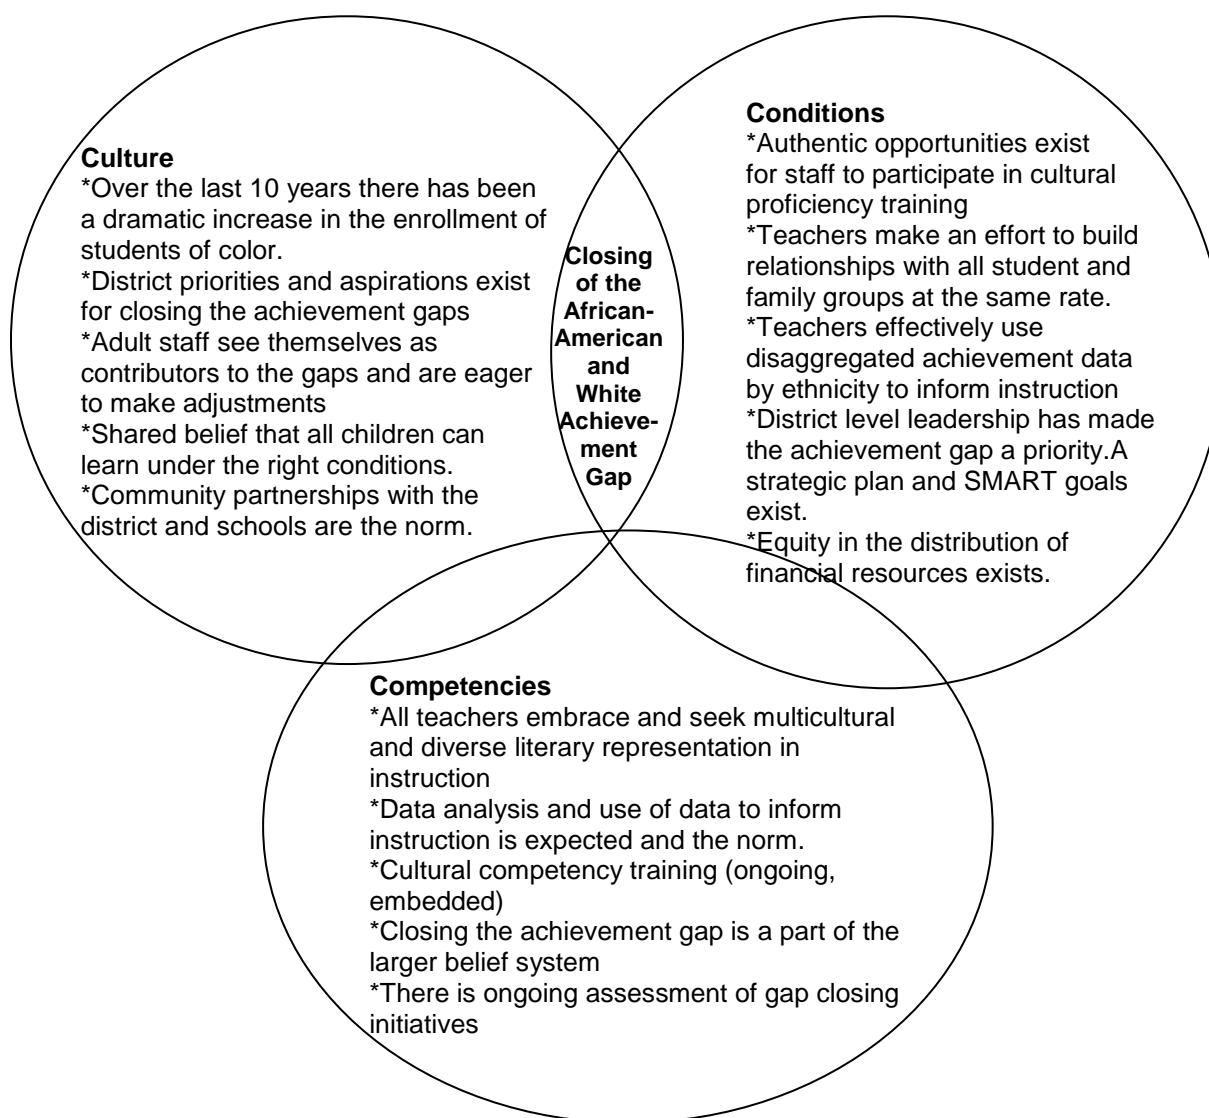 Culture
*Over the last 10 years there has been
a dramatic increase in the enrollment of
students of color.
*District priorities and aspirations exist
for closing the achievement gaps
*Adult staff see themselves as
contributors to the gaps and are eager
to make adjustments
*Shared belief that all children can
learn under the right conditions.
*Community partnerships with the
district and schools are the norm.
Closing
of the
African-
American
and
White
Achieve-
ment
Gap
Conditions
*Authentic opportunities exist
for staff to participate in cultural
proficiency training
*Teachers make an effort to build
relationships with all student and
family groups at the same rate.
*Teachers effectively use
disaggregated achievement data
by ethnicity to inform instruction
*District level leadership has made
the achievement gap a priority.A
strategic plan and SMART goals
exist.
*Equity in the distribution of
financial resources exists.
Competencies
*All teachers embrace and seek multicultural
and diverse literary representation in
instruction
*Data analysis and use of data to inform
instruction is expected and the norm.
*Cultural competency training (ongoing,
embedded)
*Closing the achievement gap is a part of the
larger belief system
*There is ongoing assessment of gap closing
initiatives